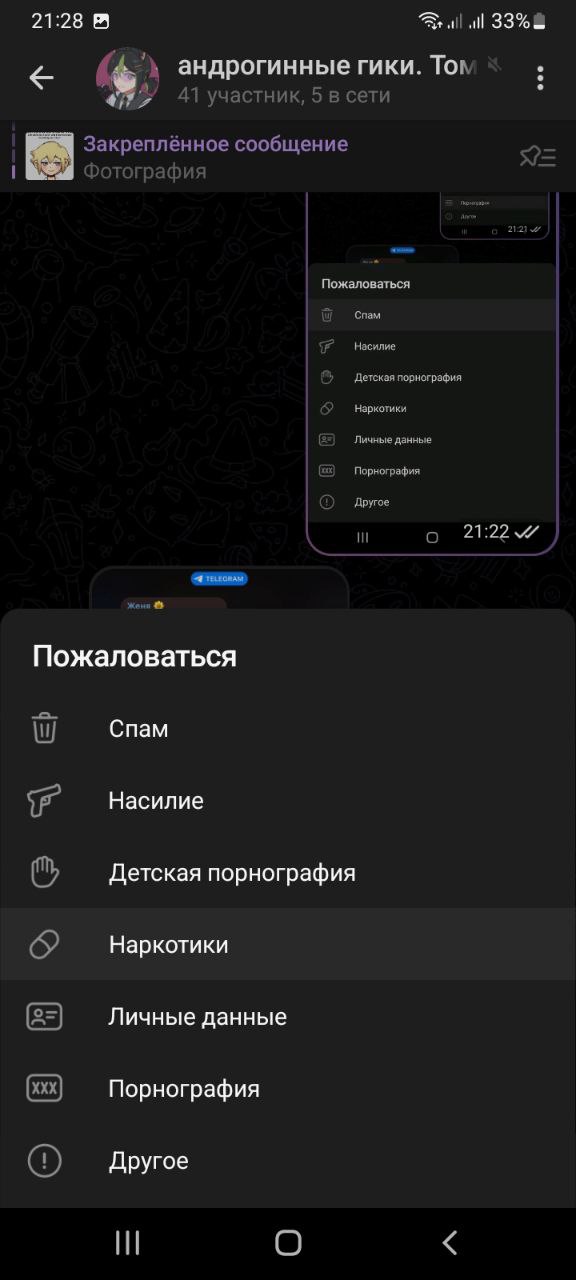 21:28 33%
андрогинные гики. Том
41 участник, 5 в сети
Закреплённое сообщение
Фотография
Порнография
Другое
21:21
Пожаловаться
Спам
Насилие
Детская порнография
Наркотики
Личные данные
Порнография
Другое
21:22
TELEGRAM
Женя
Пожаловаться
Спам
Насилие
Детская порнография
Наркотики
Личные данные
XXX Порнография
Другое